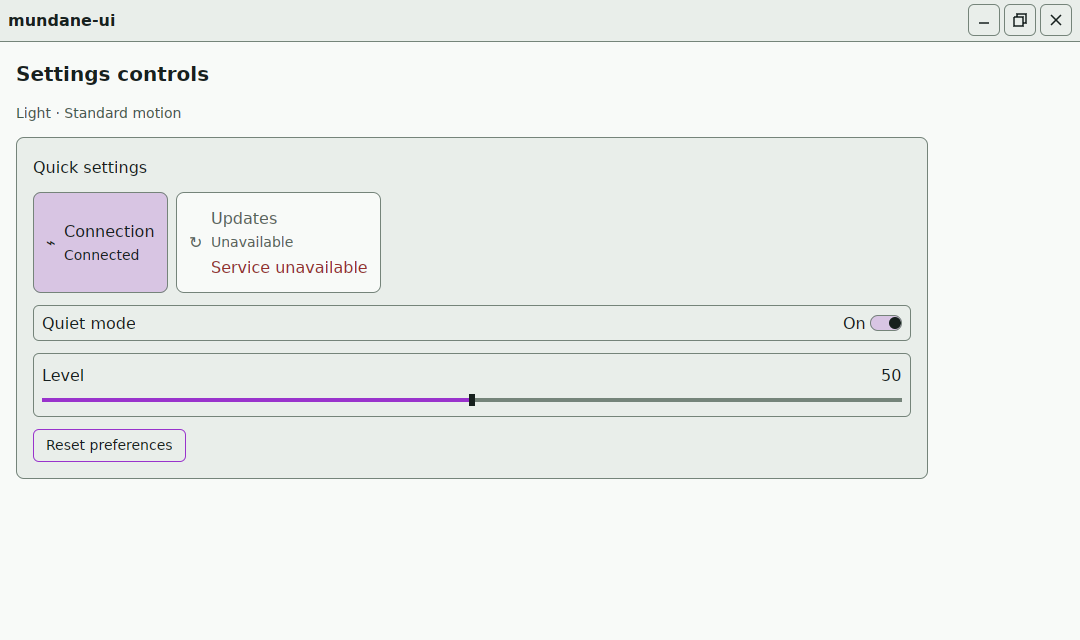 mundane-ui
Settings controls
Light · Standard motion
Quick settings
Connection
Connected
Updates
Unavailable
Service unavailable
Quiet mode On
Level 50
Reset preferences